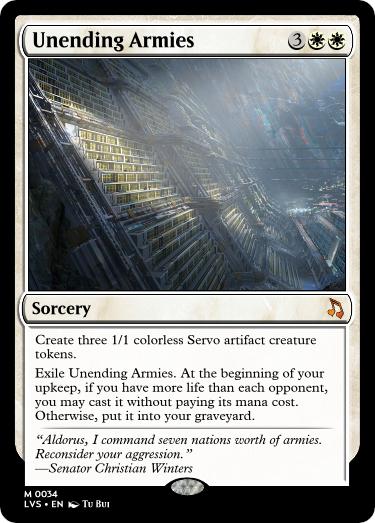 Unending Armies 3
Sorcery
Create three 1/1 colorless Servo artifact creature
tokens.
Exile Unending Armies. At the beginning of your
upkeep, if you have more life than each opponent,
you may cast it without paying its mana cost.
Otherwise, put it into your graveyard.
“Aldorus, I command seven nations worth of armies.
Reconsider your aggression.”
—Senator Christian Winters
M 0034
LVS • EN Tu Bui